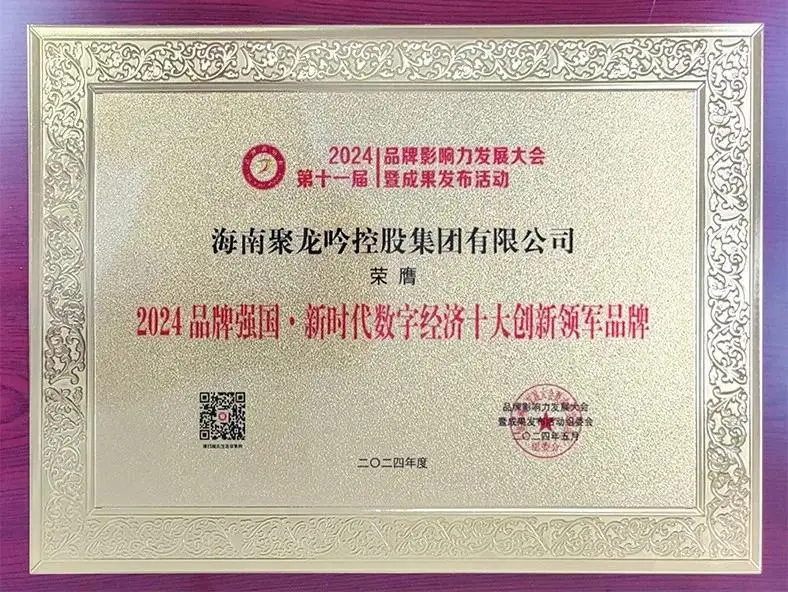 2024 品牌影响力发展大会
第十一届 暨成果发布活动
海南聚龙吟控股集团有限公司
荣膺
2024 品牌强国·新时代数字经济十大创新领军品牌
品牌影响力发展大会
暨成果发布活动组委会
二〇二四年五月
二〇二四年度